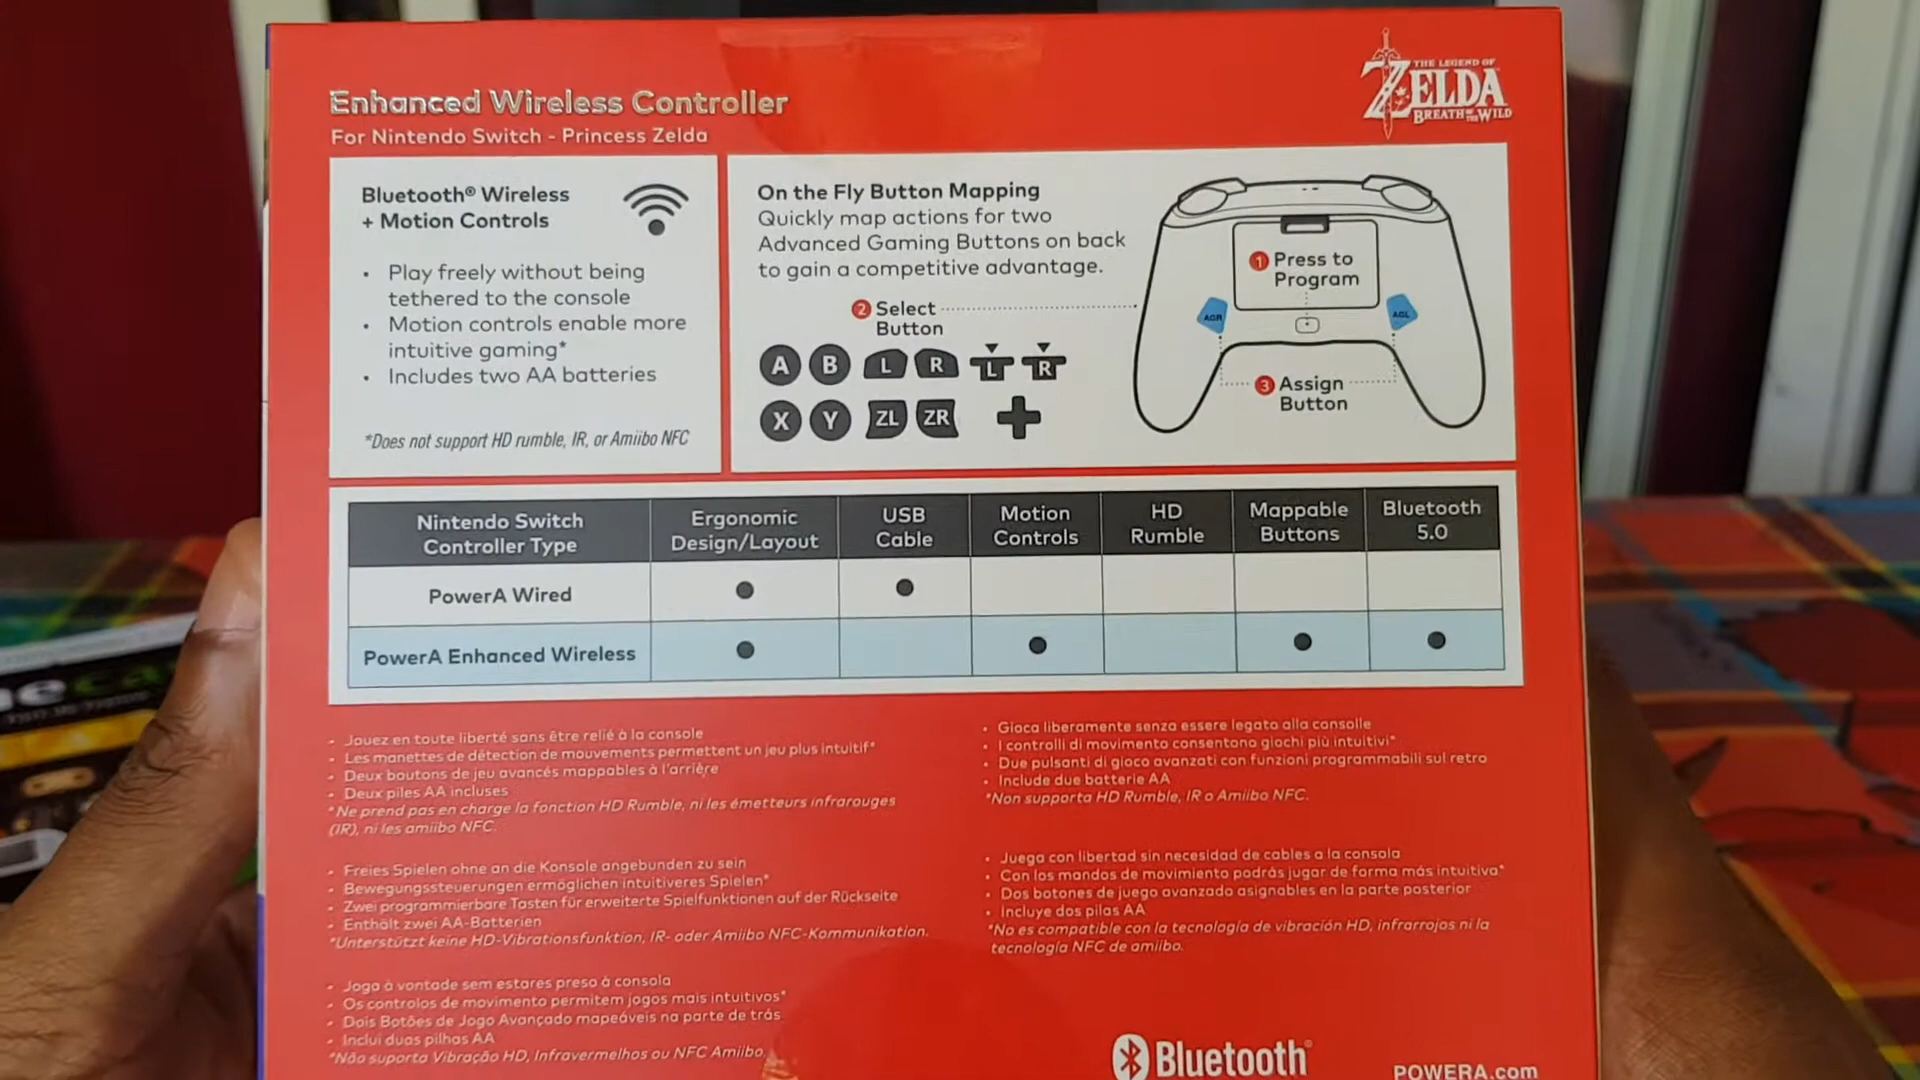 Enhanced Wireless Controller
For Nintendo Switch - Princess Zelda
THE LEGEND OF
ZELDA
BREATH OF THE WILD
Bluetooth® Wireless
+ Motion Controls
• Play freely without being
tethered to the console
• Motion controls enable more
intuitive gaming*
• Includes two AA batteries
*Does not support HD rumble, IR, or Amiibo NFC
On the Fly Button Mapping
Quickly map actions for two
Advanced Gaming Buttons on back
to gain a competitive advantage.
2 Select
Button
A B L R L R
X Y ZL ZR
1 Press to
Program
AGR
AGL
3 Assign
Button
Nintendo Switch
Controller Type
Ergonomic
Design/Layout
USB
Cable
Motion
Controls
HD
Rumble
Mappable
Buttons
Bluetooth
5.0
PowerA Wired
PowerA Enhanced Wireless
• Jouez en toute liberté sans être relié à la console
• Les manettes de détection de mouvements permettent un jeu plus intuitif*
• Deux boutons de jeu avancés mappables à l'arrière
• Deux piles AA incluses
*Ne prend pas en charge la fonction HD Rumble, ni les émetteurs infrarouges
(IR), ni les amiibo NFC.
• Freies Spielen ohne an die Konsole angebunden zu sein
• Bewegungssteuerungen ermöglichen intuitiveres Spielen*
• Zwei programmierbare Tasten für erweiterte Spielfunktionen auf der Rückseite
• Enthält zwei AA-Batterien
*Unterstützt keine HD-Vibrationsfunktion, IR- oder Amiibo NFC-Kommunikation.
• Joga à vontade sem estares preso à consola
• Os controlos de movimento permitem jogos mais intuitivos*
• Dois Botões de Jogo Avançado mapeáveis na parte de trás
• Inclui duas pilhas AA
*Não suporta Vibração HD, Infravermelhos ou NFC Amiibo.
• Gioca liberamente senza essere legato alla consolle
• I controlli di movimento consentono giochi più intuitivi*
• Due pulsanti di gioco avanzati con funzioni programmabili sul retro
• Include due batterie AA
*Non supporta HD Rumble, IR o Amiibo NFC.
• Juega con libertad sin necesidad de cables a la consola
• Con los mandos de movimiento podrás jugar de forma más intuitiva*
• Dos botones de juego avanzado asignables en la parte posterior
• Incluye dos pilas AA
*No es compatible con la tecnología de vibración HD, infrarrojos ni la
tecnología NFC de amiibo.
Bluetooth®
POWERA.com